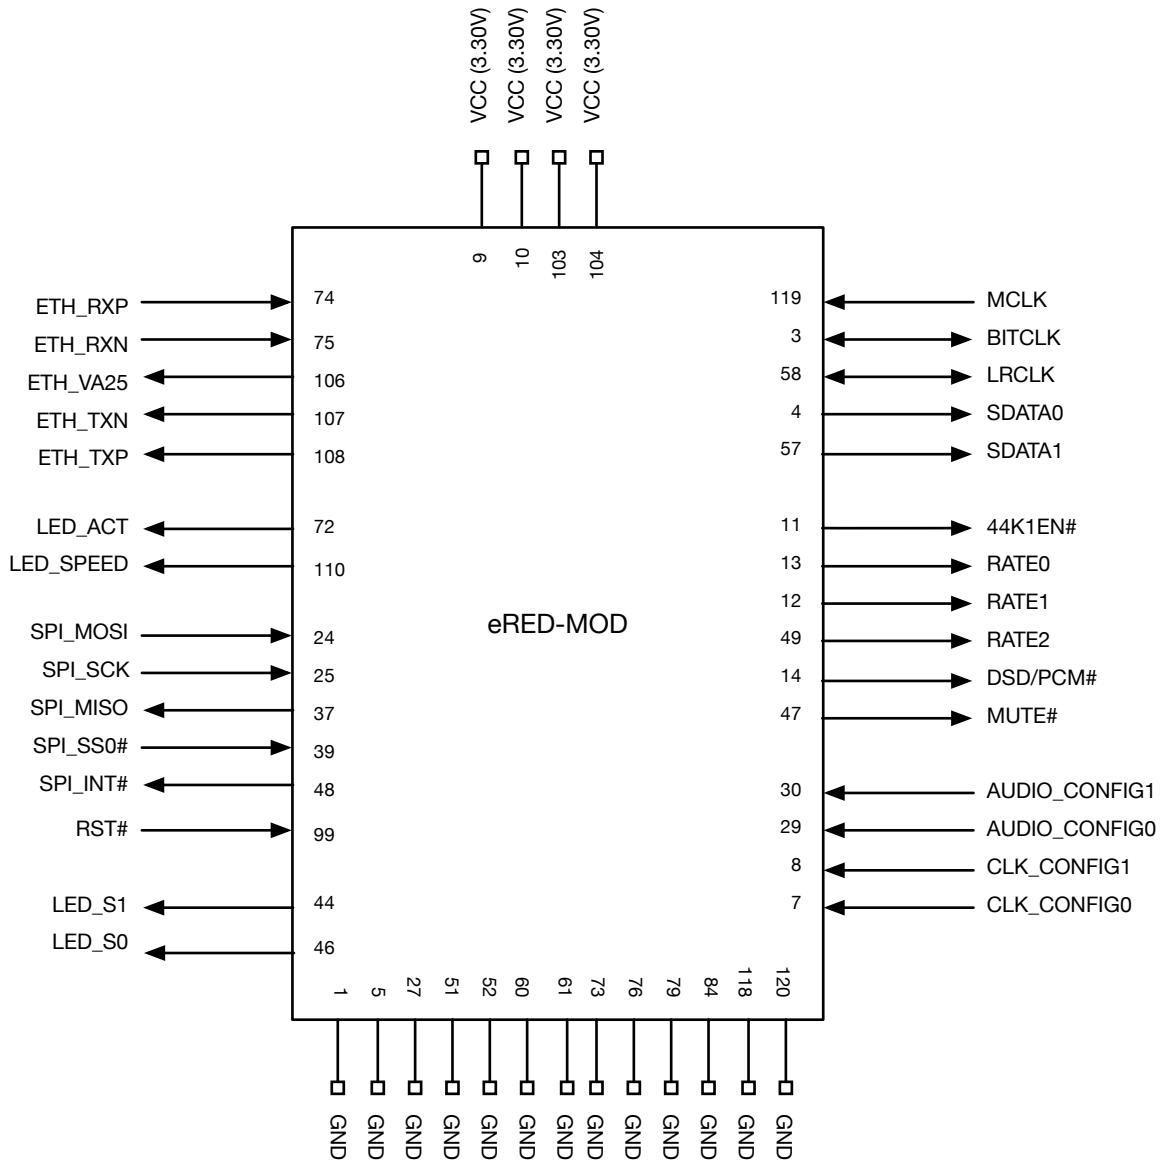 VCC (3.30V)
VCC (3.30V)
VCC (3.30V)
VCC (3.30V)
9
10
103
104
ETH_RXP 74
ETH_RXN 75
ETH_VA25 106
ETH_TXN 107
ETH_TXP 108
LED_ACT 72
LED_SPEED 110
SPI_MOSI 24
SPI_SCK 25
SPI_MISO 37
SPI_SS0# 39
SPI_INT# 48
RST# 99
LED_S1 44
LED_S0 46
eRED-MOD
119 MCLK
3 BITCLK
58 LRCLK
4 SDATA0
57 SDATA1
11 44K1EN#
13 RATE0
12 RATE1
49 RATE2
14 DSD/PCM#
47 MUTE#
30 AUDIO_CONFIG1
29 AUDIO_CONFIG0
8 CLK_CONFIG1
7 CLK_CONFIG0
1
5
27
51
52
60
61
73
76
79
84
118
120
GND
GND
GND
GND
GND
GND
GND
GND
GND
GND
GND
GND
GND